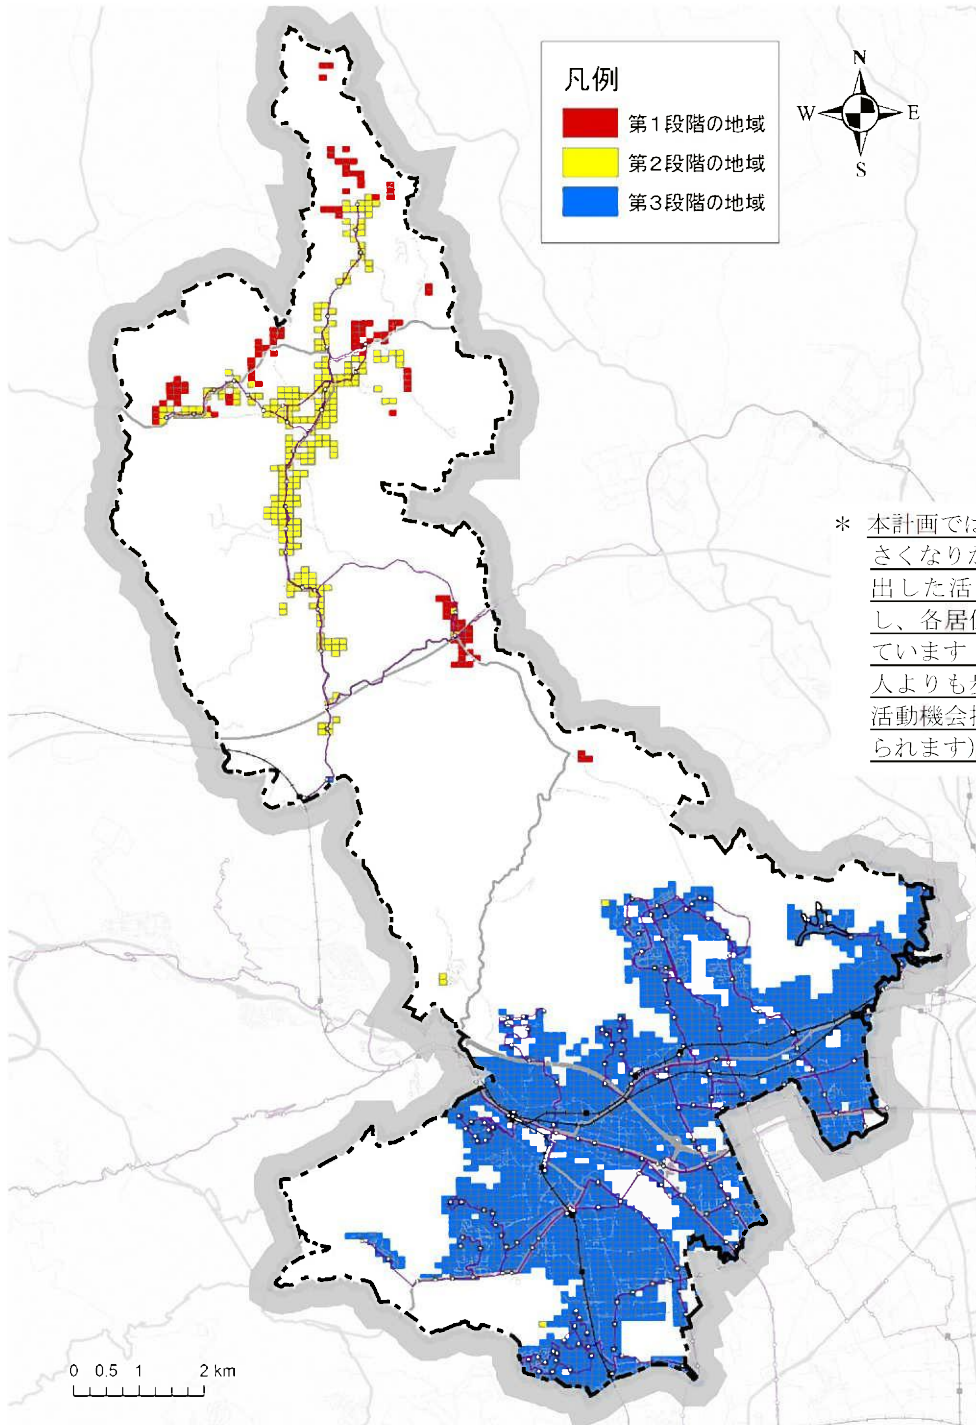 凡例
第1段階の地域
第2段階の地域
第3段階の地域
N
W E
S
* 本計画では
さくなりか
出した活
し、各居住
ています
人よりも
活動機会
られます)
0 0.5 1 2 km